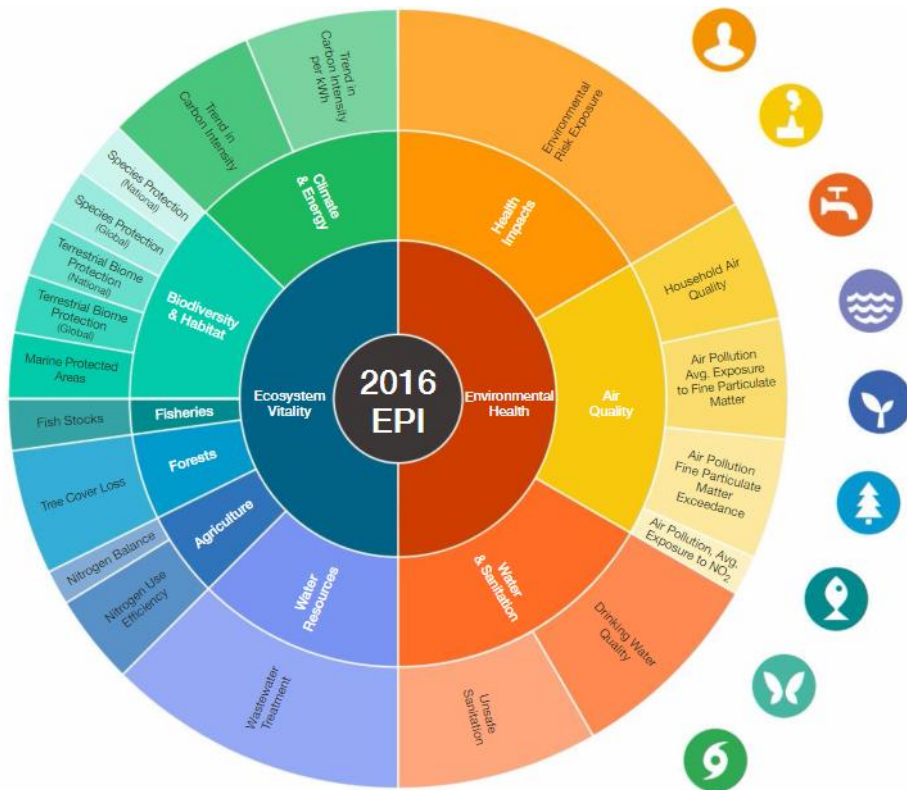 2016
EPI
Environmental
Health
Ecosystem
Vitality
Health
Impacts
Air
Quality
Water
& Sanitation
Water
Resources
Agriculture
Forests
Fisheries
Biodiversity
& Habitat
Climate
& Energy
Environmental
Risk Exposure
Household Air
Quality
Air Pollution
Avg. Exposure
to Fine Particulate
Matter
Air Pollution
Fine Particulate
Matter
Exceedance
Air Pollution, Avg.
Exposure to NO₂
Drinking Water
Quality
Unsafe
Sanitation
Wastewater
Treatment
Nitrogen Use
Efficiency
Nitrogen Balance
Tree Cover Loss
Fish Stocks
Marine Protected
Areas
Terrestrial Biome
Protection
(Global)
Terrestrial Biome
Protection
(National)
Species Protection
(Global)
Species Protection
(National)
Trend in
Carbon Intensity
Trend in
Carbon Intensity
per kWh